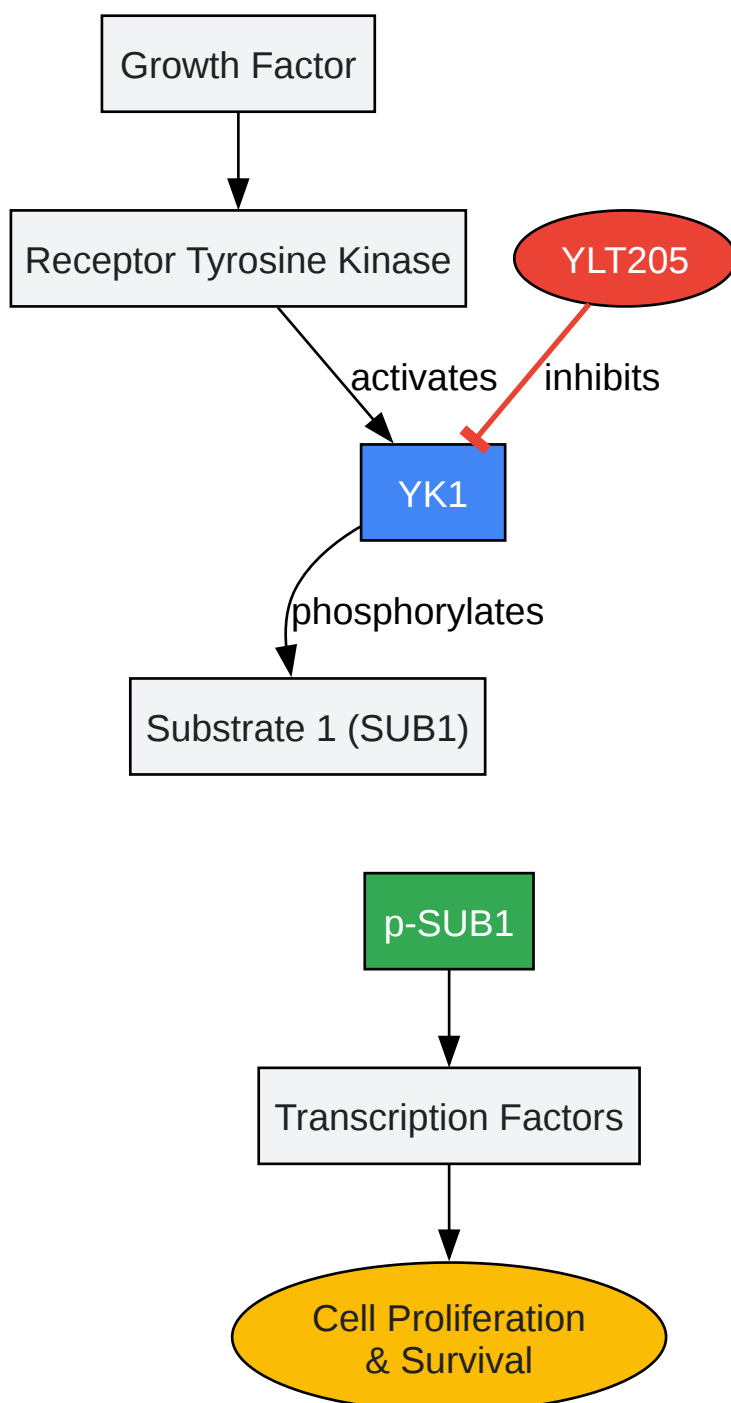 Growth Factor
Receptor Tyrosine Kinase
YLT205
activates
inhibits
YK1
phosphorylates
Substrate 1 (SUB1)
p-SUB1
Transcription Factors
Cell Proliferation
& Survival